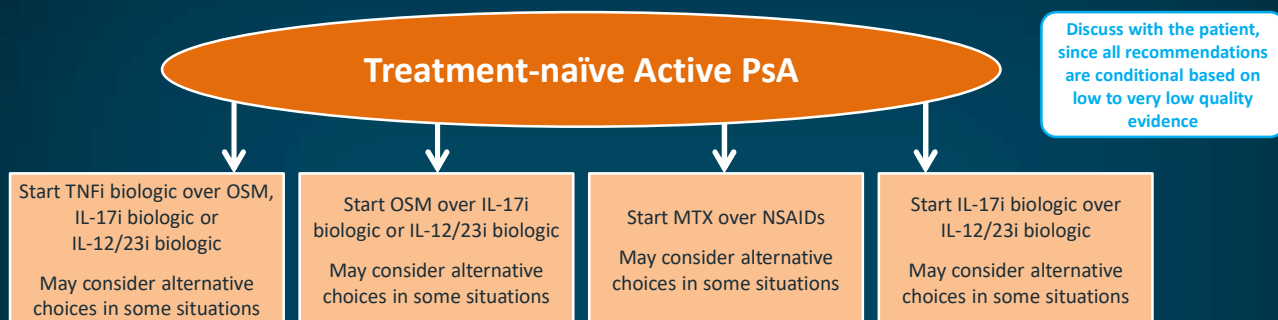 Treatment-naïve Active PsA
Discuss with the patient,
since all recommendations
are conditional based on
low to very low quality
evidence
Start TNFi biologic over OSM,
IL-17i biologic or
IL-12/23i biologic
May consider alternative
choices in some situations
Start OSM over IL-17i
biologic or IL-12/23i biologic
May consider alternative
choices in some situations
Start MTX over NSAIDs
May consider alternative
choices in some situations
Start IL-17i biologic over
IL-12/23i biologic
May consider alternative
choices in some situations